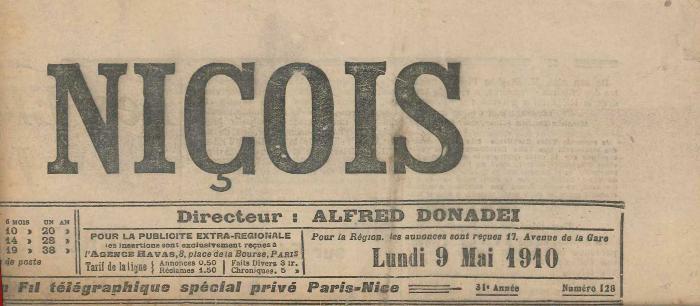 NIÇOIS
Directeur : ALFRED DONADEI
6 MOIS UN AN
10 » 20 »
14 » 28 »
19 » 38 »
de poste
POUR LA PUBLICITE EXTRA-REGIONALE
les insertions sont exclusivement reçues à
l'AGENCE HAVAS, 8, place de la Bourse, PARIS
Tarif de la ligne
Annonces 0.50
Réclames 1.50
Faits Divers 3 fr.
Chroniques. 5 »
Pour la Région, les annonces sont reçues 17, Avenue de la Gare
Lundi 9 Mai 1910
Fil télégraphique spécial privé Paris-Nice
31e Année
Numéro 128